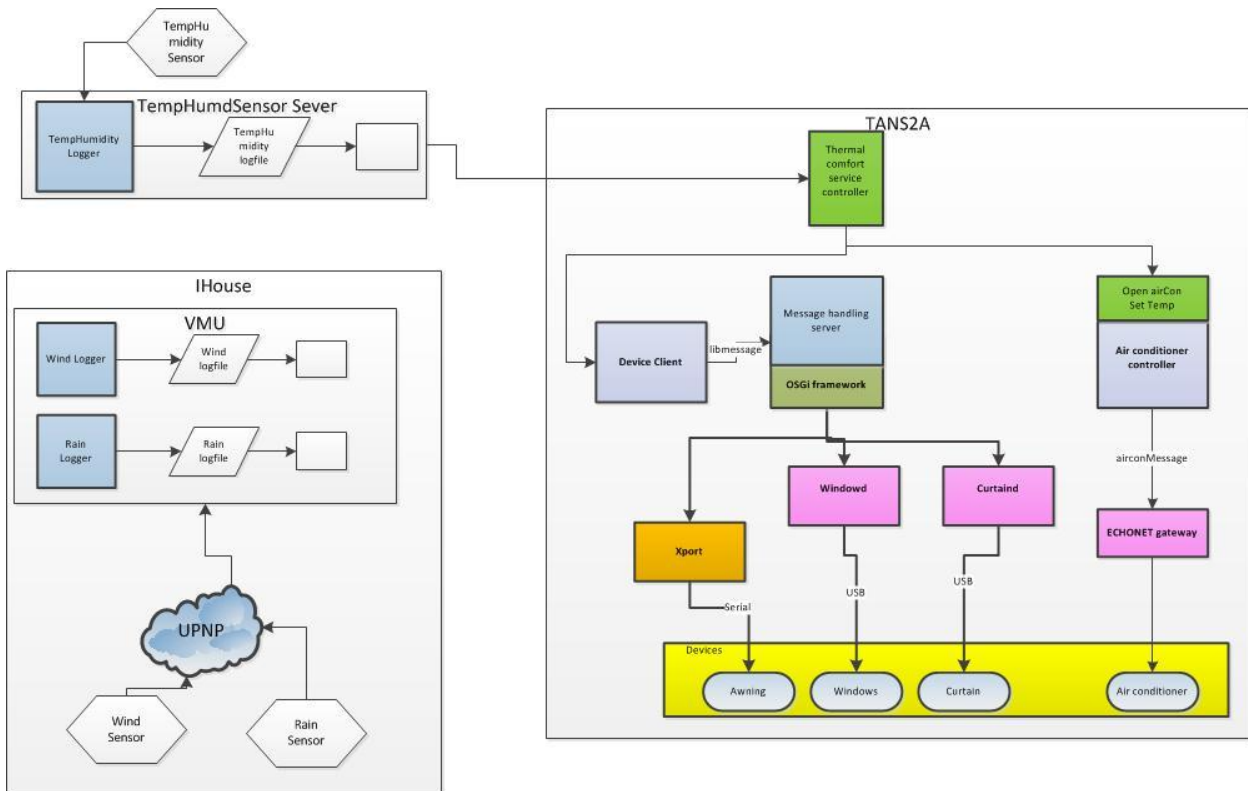 TempHu
midity
Sensor
TempHumdSensor Sever
TempHumidity
Logger
TempHu
midity
logfile
IHouse
VMU
Wind Logger
Wind
logfile
Rain
Logger
Rain
logfile
UPNP
Wind
Sensor
Rain
Sensor
TANS2A
Thermal
comfort
service
controller
Device Client
libmessage
Message handling
server
OSGi framework
Open airCon
Set Temp
Air conditioner
controller
airconMessage
Windowd
Curtaind
ECHONET gateway
Xport
Serial
USB
USB
Devices
Awning
Windows
Curtain
Air conditioner